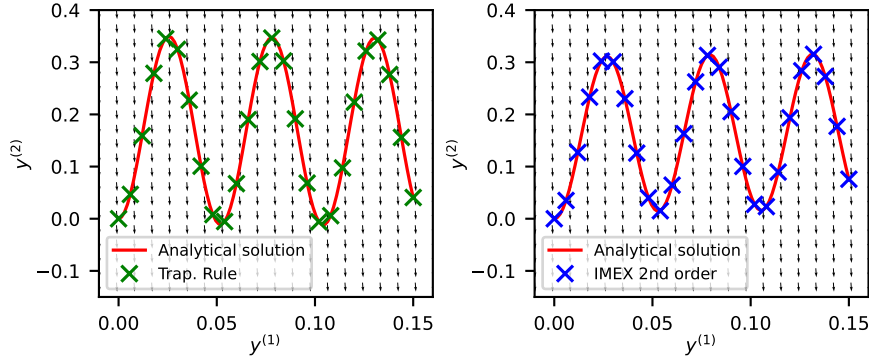 0.4
0.3
0.2
0.1
0.0
−0.1
y(2)
0.00 0.05 0.10 0.15
y(1)
Analytical solution
Trap. Rule
0.4
0.3
0.2
0.1
0.0
−0.1
y(2)
0.00 0.05 0.10 0.15
y(1)
Analytical solution
IMEX 2nd order